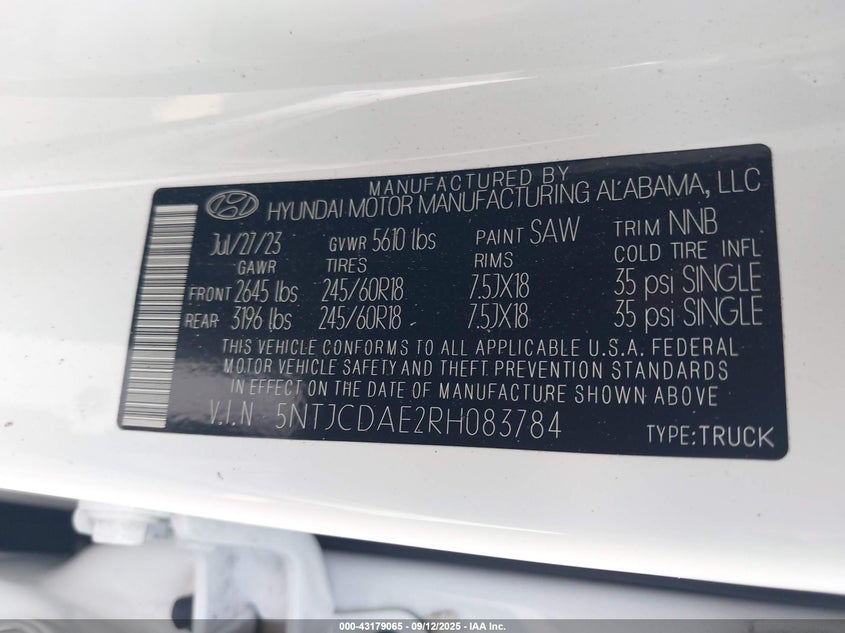 MANUFACTURED BY
HYUNDAI MOTOR MANUFACTURING ALABAMA, LLC
Jul/27/23 GVWR 5610 lbs PAINT SAW TRIM NNB
GAWR TIRES RIMS COLD TIRE INFL
FRONT 2645 lbs 245/60R18 7.5JX18 35 psi SINGLE
REAR 3196 lbs 245/60R18 7.5JX18 35 psi SINGLE
THIS VEHICLE CONFORMS TO ALL APPLICABLE U.S.A. FEDERAL
MOTOR VEHICLE SAFETY AND THEFT PREVENTION STANDARDS
IN EFFECT ON THE DATE OF MANUFACTURE SHOWN ABOVE
V.I.N 5NTJCDAE2RH083784 TYPE:TRUCK
000-43179065 - 09/12/2025 - IAA Inc.